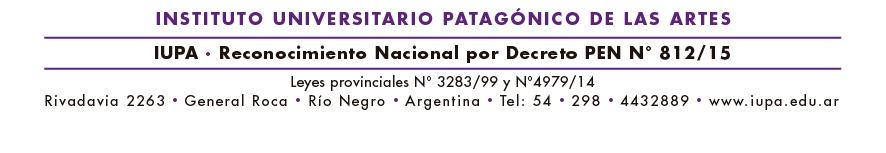 INSTITUTO UNIVERSITARIO PATAGÓNICO DE LAS ARTES
IUPA • Reconocimiento Nacional por Decreto PEN N° 812/15
Leyes provinciales N° 3283/99 y N°4979/14
Rivadavia 2263 • General Roca • Río Negro • Argentina • Tel: 54 • 298 • 4432889 • www.iupa.edu.ar